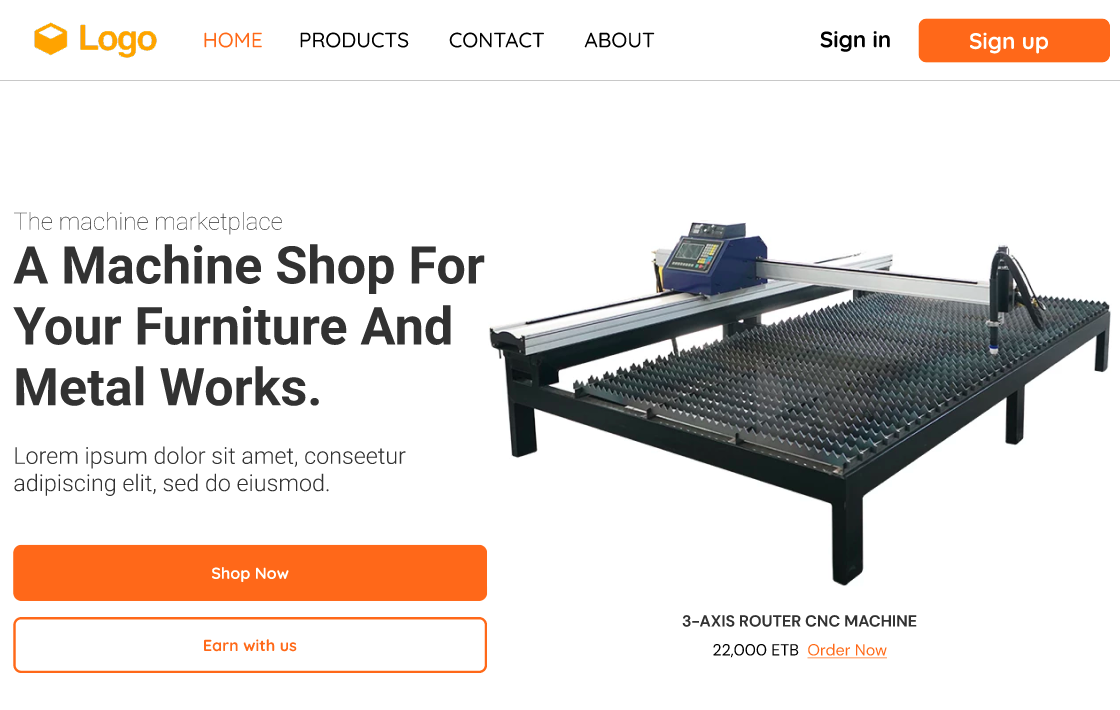 Logo
HOME
PRODUCTS
CONTACT
ABOUT
Sign in
Sign up
The machine marketplace
A Machine Shop For
Your Furniture And
Metal Works.
Lorem ipsum dolor sit amet, conseetur
adipiscing elit, sed do eiusmod.
Shop Now
Earn with us
3-AXIS ROUTER CNC MACHINE
22,000 ETB Order Now